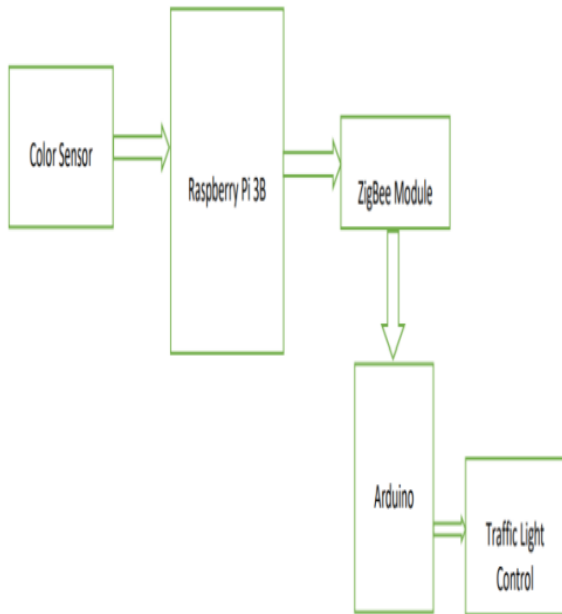 Color Sensor
Raspberry Pi 3B
ZigBee Module
Arduino
Traffic Light
Control